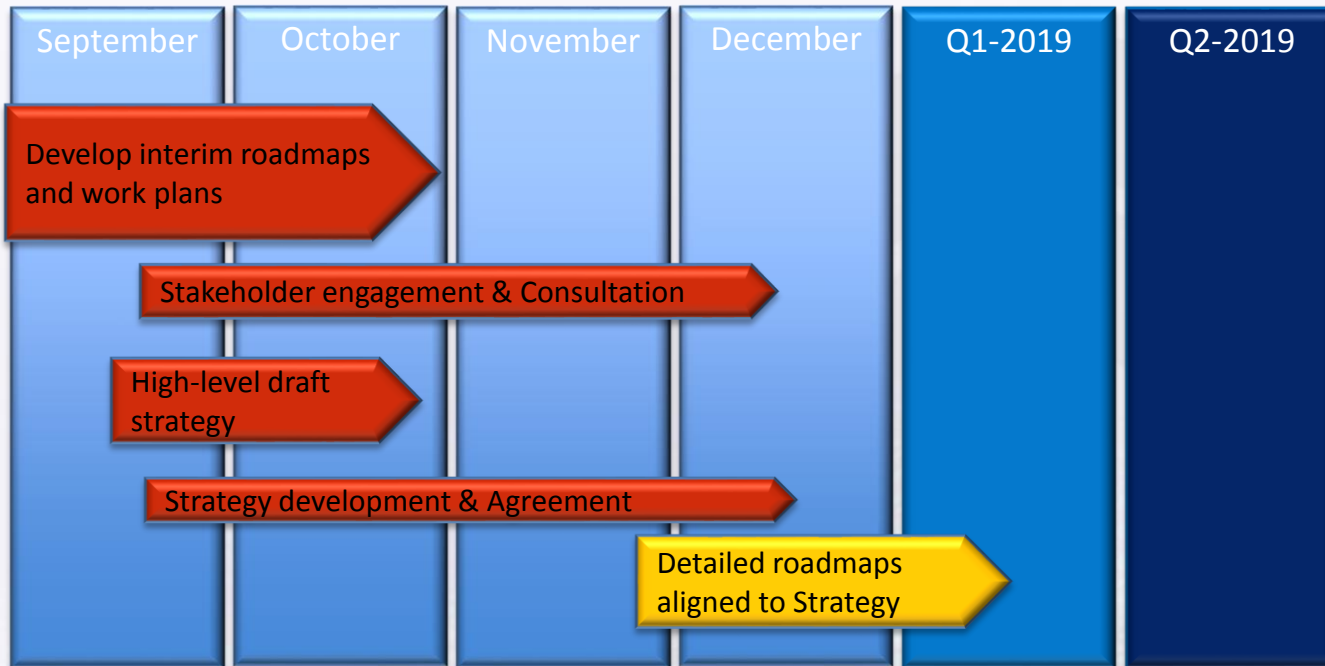 September October November December Q1-2019 Q2-2019
Develop interim roadmaps
and work plans
Stakeholder engagement & Consultation
High-level draft
strategy
Strategy development & Agreement
Detailed roadmaps
aligned to Strategy